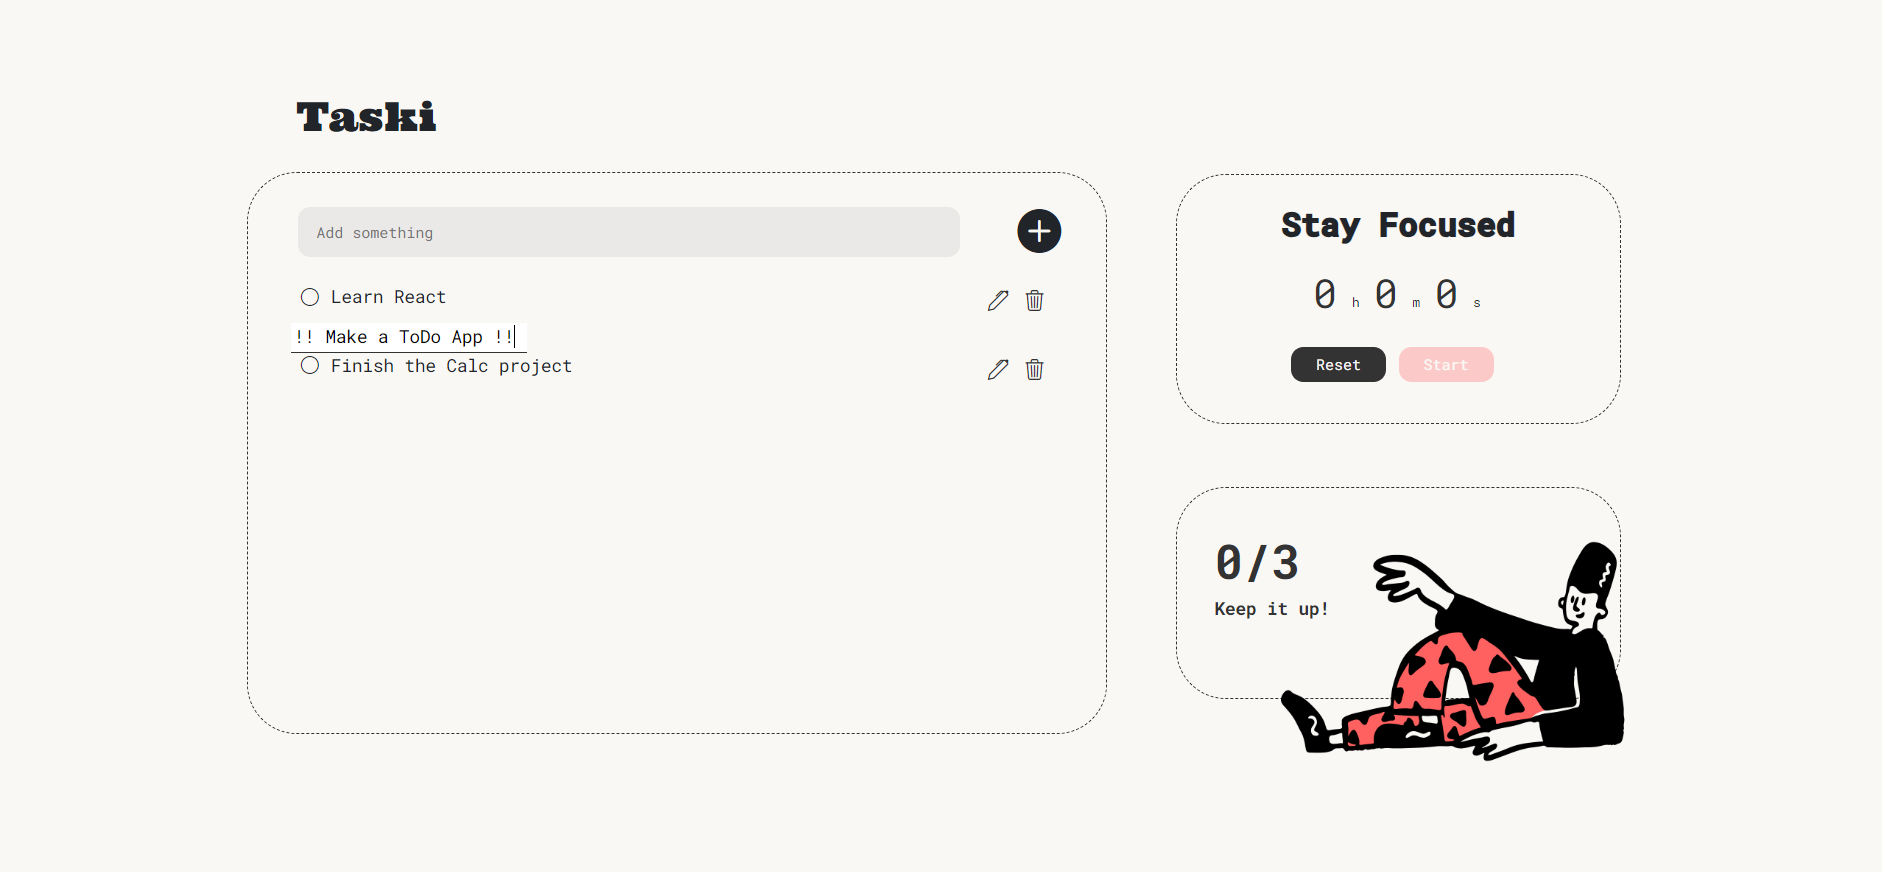 Taski
Add something
Learn React
!! Make a ToDo App !!
Finish the Calc project
Stay Focused
0 h 0 m 0 s
Reset Start
0/3
Keep it up!